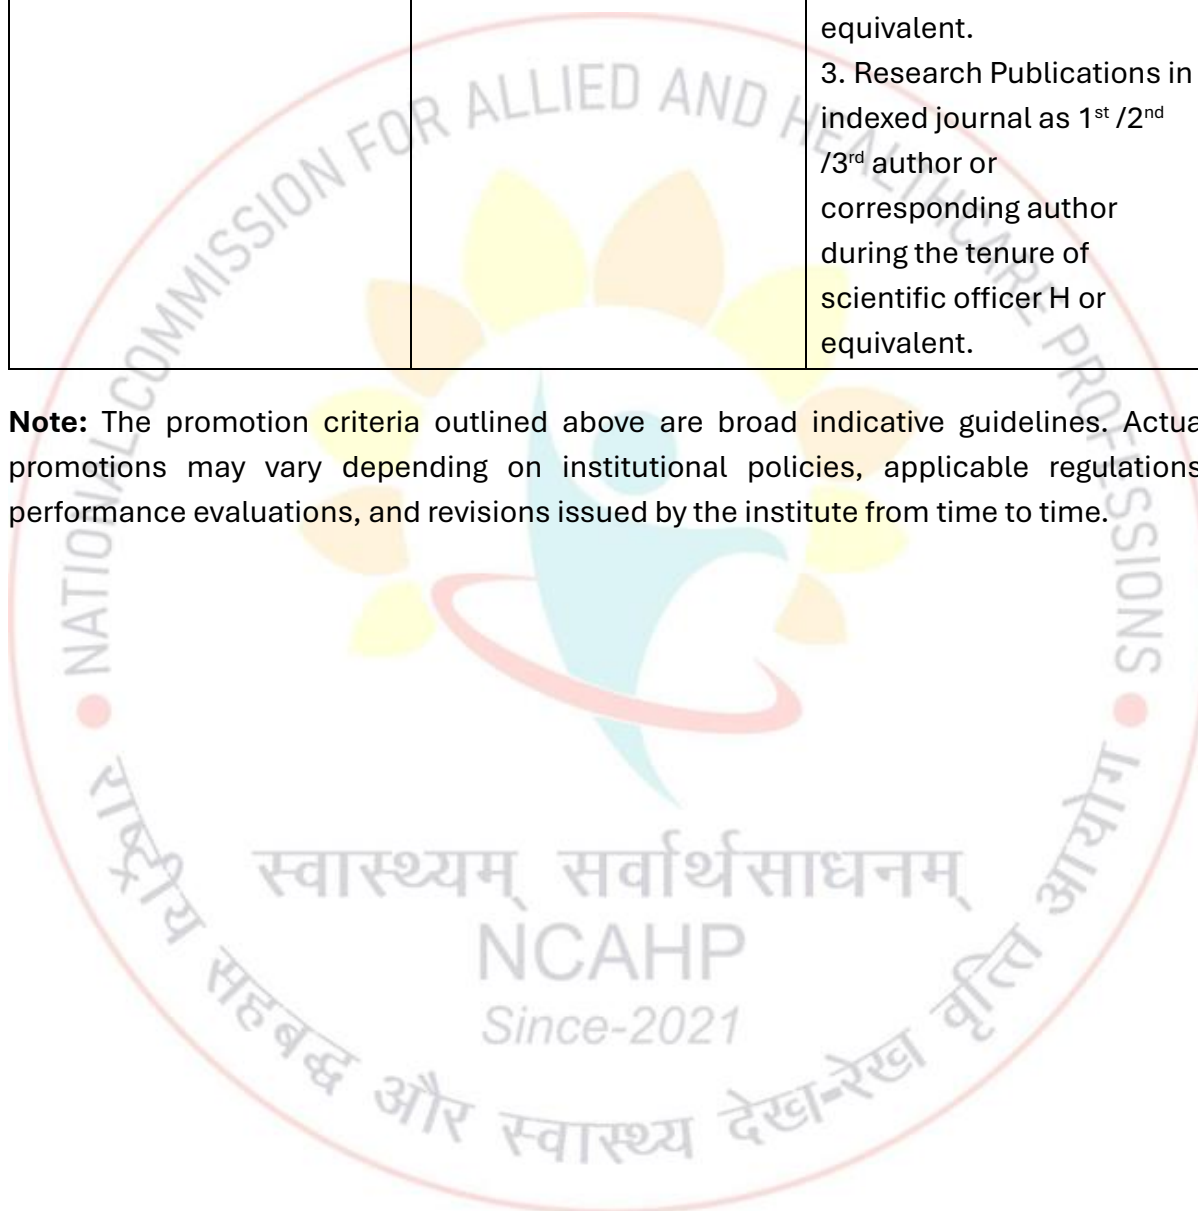 equivalent.
3. Research Publications in
indexed journal as 1st /2nd
/3rd author or
corresponding author
during the tenure of
scientific officer H or
equivalent.
Note: The promotion criteria outlined above are broad indicative guidelines. Actua
promotions may vary depending on institutional policies, applicable regulations
performance evaluations, and revisions issued by the institute from time to time.
NATIONAL COMMISSION FOR ALLIED AND HEALTHCARE PROFESSIONS
स्वास्थ्यम् सर्वार्थसाधनम्
NCAHP
Since-2021
राष्ट्रीय सहबद्ध और स्वास्थ्य देख-रेख वृत्ति आयोग